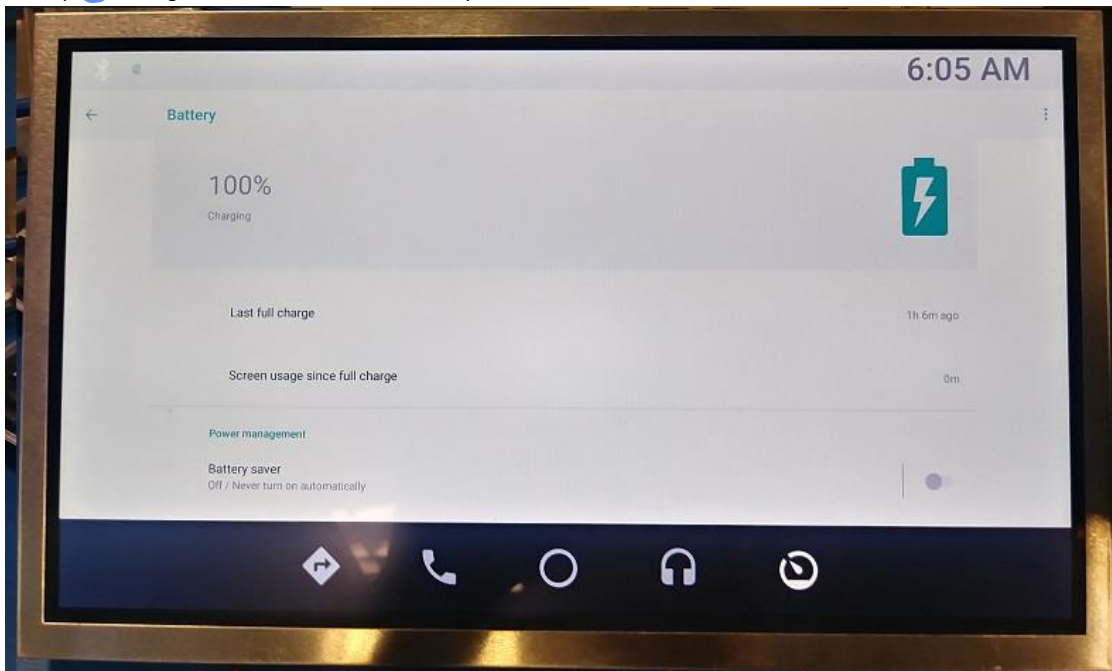 6:05 AM
Battery
100%
Charging
Last full charge
1h 6m ago
Screen usage since full charge
0m
Power management
Battery saver
Off / Never turn on automatically